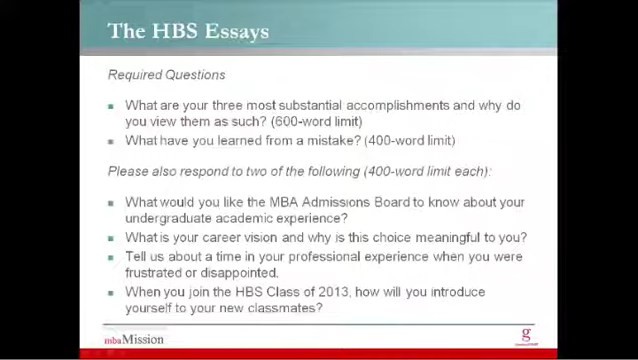 The HBS Essays
Required Questions
What are your three most substantial accomplishments and why do
you view them as such? (600-word limit)
What have you learned from a mistake? (400-word limit)
Please also respond to two of the following (400-word limit each):
What would you like the MBA Admissions Board to know about your
undergraduate academic experience?
What is your career vision and why is this choice meaningful to you?
Tell us about a time in your professional experience when you were
frustrated or disappointed.
When you join the HBS Class of 2013, how will you introduce
yourself to your new classmates?
mbaMission
g